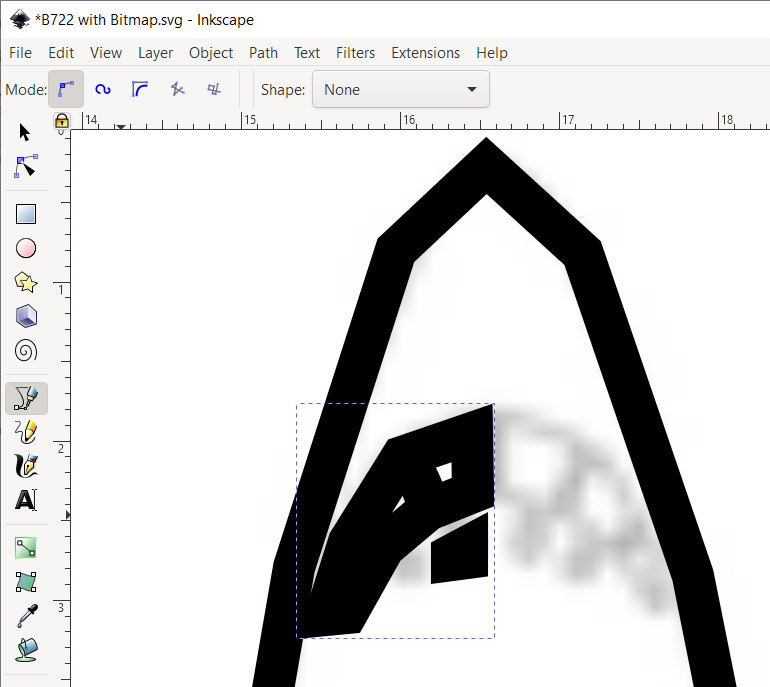 *B722 with Bitmap.svg - Inkscape
File Edit View Layer Object Path Text Filters Extensions Help
Mode: Shape: None
14 15 16 17 18
0
1
2
3